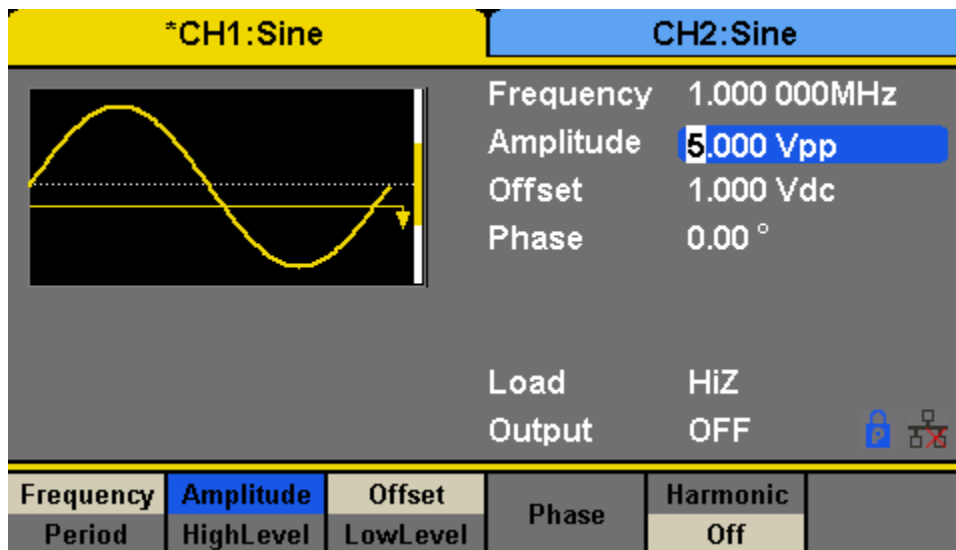 *CH1:Sine CH2:Sine
Frequency 1.000 000MHz
Amplitude 5.000 Vpp
Offset 1.000 Vdc
Phase 0.00 °
Load HiZ
Output OFF P
Frequency Amplitude Offset Phase Harmonic
Period HighLevel LowLevel Off